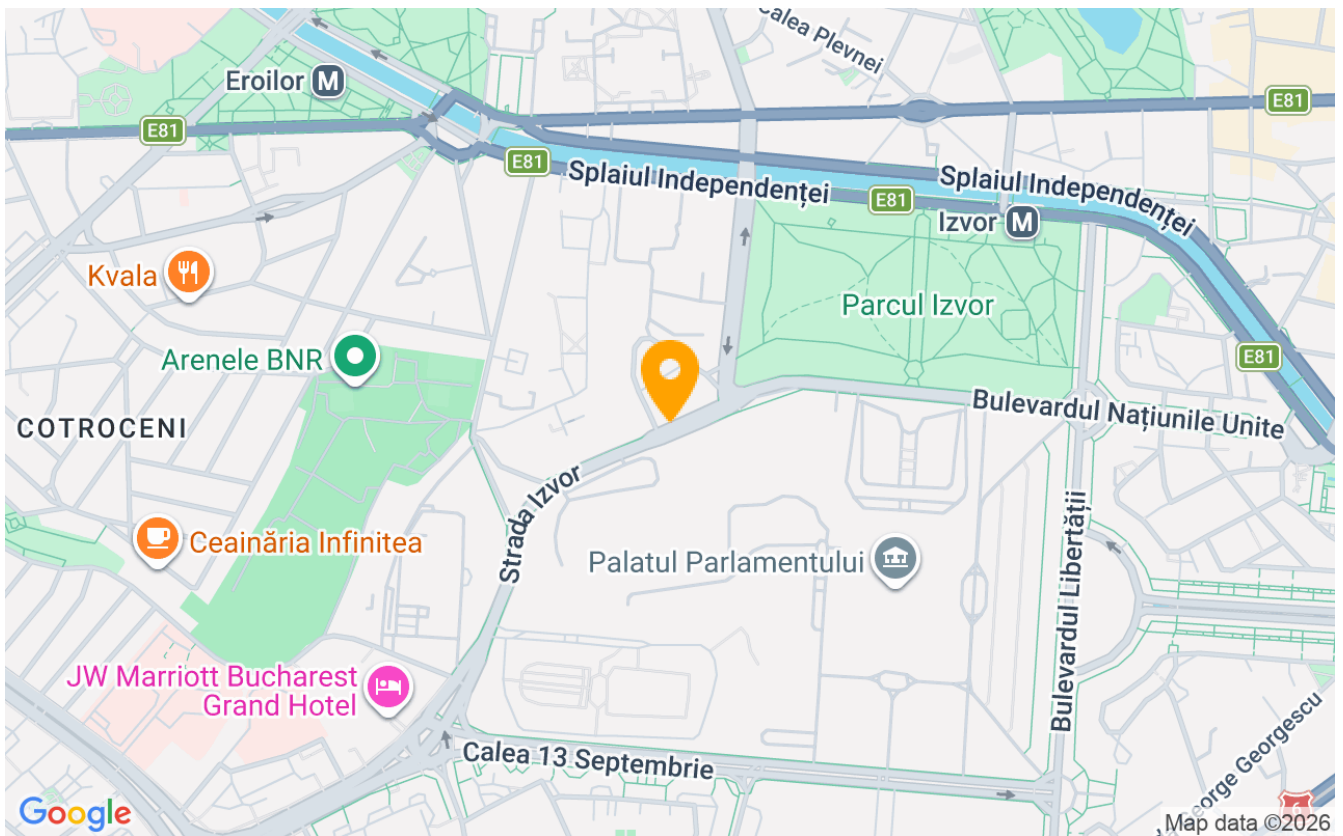 Calea Plevnei
Eroilor M
E81
E81
E81
Splaiul Independenței
Splaiul Independenței
E81
Izvor M
Kvala
Parcul Izvor
Arenele BNR
E81
COTROCENI
Bulevardul Națiunile Unite
Strada Izvor
Ceainăria Infinitea
Palatul Parlamentului
Bulevardul Libertății
JW Marriott Bucharest
Grand Hotel
Calea 13 Septembrie
George Georgescu
6
Google
Map data ©2026